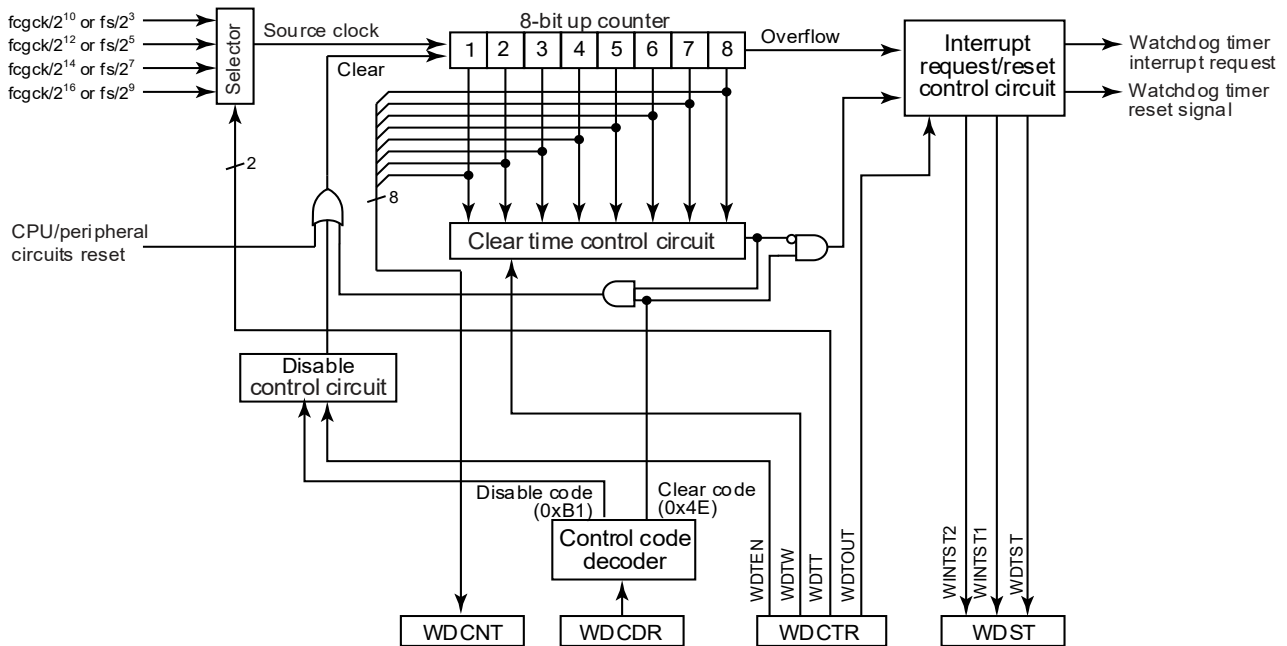 8-bit up counter
fcgck/2¹⁰ or fs/2³
fcgck/2¹² or fs/2⁵
fcgck/2¹⁴ or fs/2⁷
fcgck/2¹⁶ or fs/2⁹
Selector
Source clock
Clear
1 2 3 4 5 6 7 8
Overflow
Interrupt
request/reset
control circuit
Watchdog timer
interrupt request
Watchdog timer
reset signal
2
8
CPU/peripheral
circuits reset
Clear time control circuit
Disable
control circuit
Disable code
(0xB1)
Clear code
(0x4E)
Control code
decoder
WDTEN
WDTW
WDTT
WDTOUT
WINTST2
WINTST1
WDTST
WDCNT
WDCDR
WDCTR
WDST